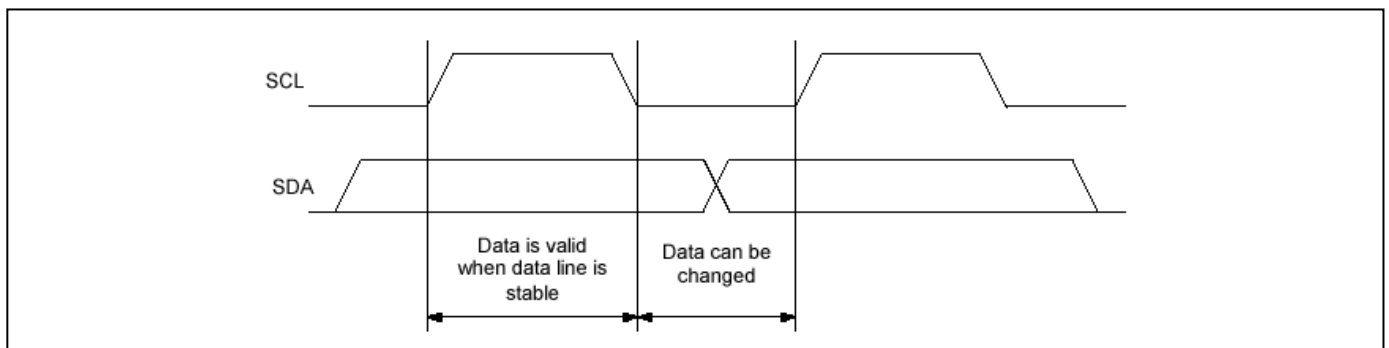 SCL
SDA
Data is valid
when data line is
stable
Data can be
changed